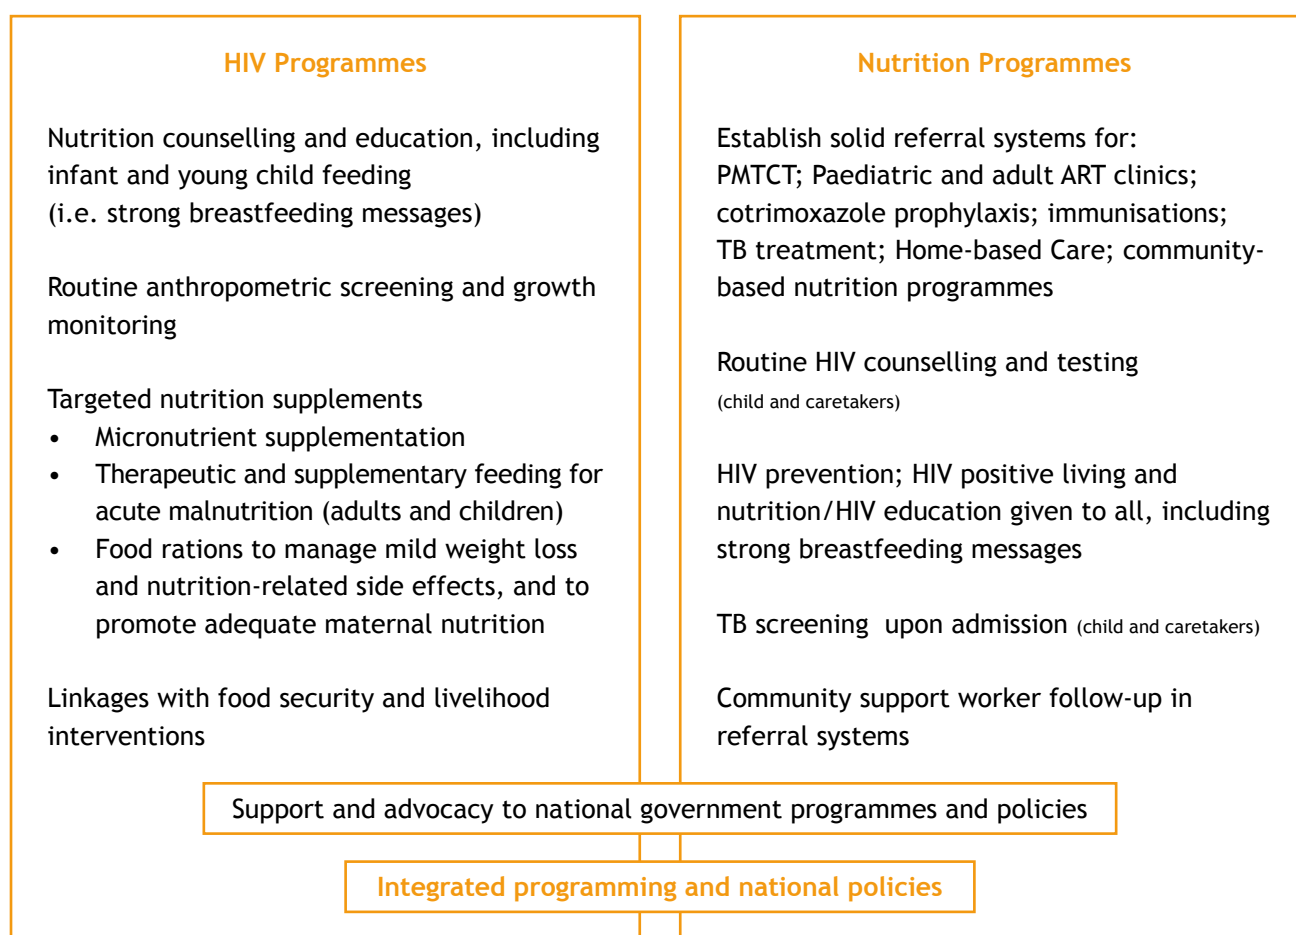 HIV Programmes
Nutrition counselling and education, including
infant and young child feeding
(i.e. strong breastfeeding messages)
Routine anthropometric screening and growth
monitoring
Targeted nutrition supplements
• Micronutrient supplementation
• Therapeutic and supplementary feeding for
acute malnutrition (adults and children)
• Food rations to manage mild weight loss
and nutrition-related side effects, and to
promote adequate maternal nutrition
Linkages with food security and livelihood
interventions
Nutrition Programmes
Establish solid referral systems for:
PMTCT; Paediatric and adult ART clinics;
cotrimoxazole prophylaxis; immunisations;
TB treatment; Home-based Care; community-
based nutrition programmes
Routine HIV counselling and testing
(child and caretakers)
HIV prevention; HIV positive living and
nutrition/HIV education given to all, including
strong breastfeeding messages
TB screening upon admission (child and caretakers)
Community support worker follow-up in
referral systems
Support and advocacy to national government programmes and policies
Integrated programming and national policies